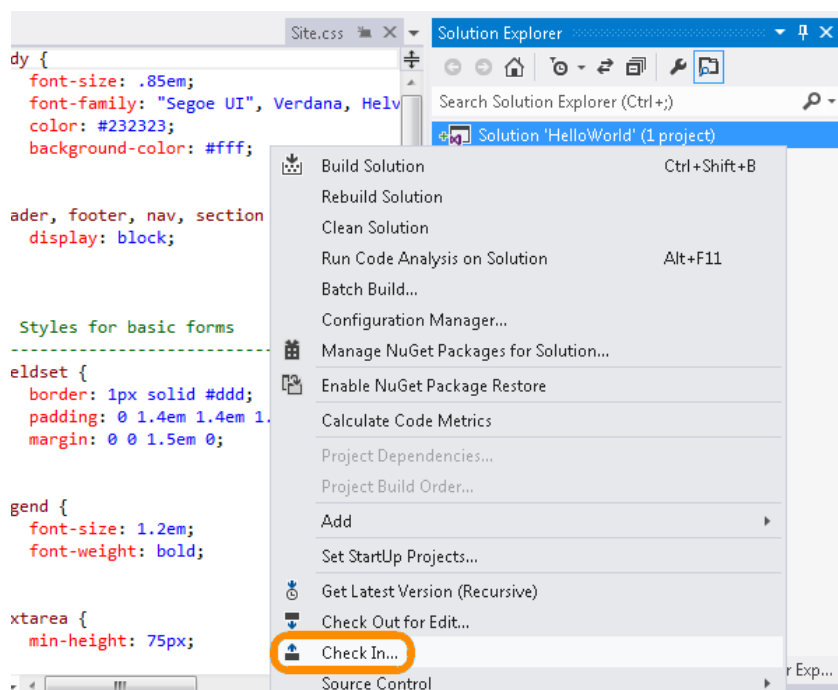 Site.css
Solution Explorer
dy {
font-size: .85em;
font-family: "Segoe UI", Verdana, Helv
color: #232323;
background-color: #fff;
ader, footer, nav, section
display: block;
Styles for basic forms
---------------------------
eldset {
border: 1px solid #ddd;
padding: 0 1.4em 1.4em 1.
margin: 0 0 1.5em 0;
gend {
font-size: 1.2em;
font-weight: bold;
xtarea {
min-height: 75px;
Search Solution Explorer (Ctrl+;)
Solution 'HelloWorld' (1 project)
Build Solution Ctrl+Shift+B
Rebuild Solution
Clean Solution
Run Code Analysis on Solution Alt+F11
Batch Build...
Configuration Manager...
Manage NuGet Packages for Solution...
Enable NuGet Package Restore
Calculate Code Metrics
Project Dependencies...
Project Build Order...
Add
Set StartUp Projects...
Get Latest Version (Recursive)
Check Out for Edit...
Check In...
Source Control
r Exp...